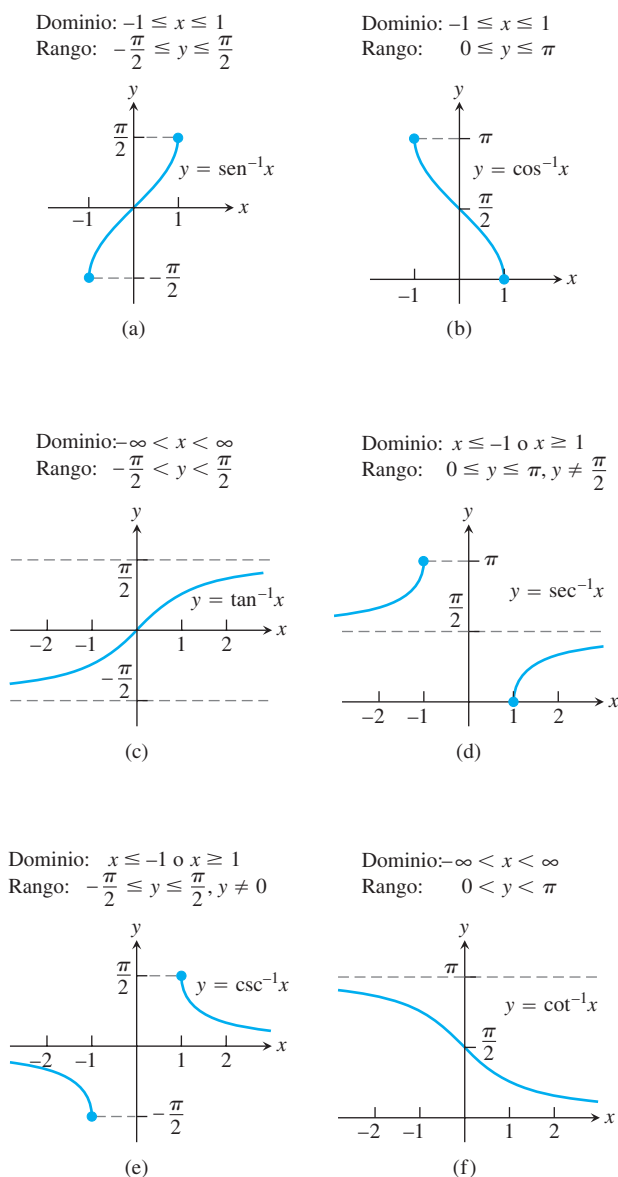 Dominio: –1 ≤ x ≤ 1
Rango: -π/2 ≤ y ≤ π/2
y
π/2
y = sen⁻¹x
x
–1 1
-π/2
(a)
Dominio: –1 ≤ x ≤ 1
Rango: 0 ≤ y ≤ π
y
π
y = cos⁻¹x
π/2
x
–1 1
(b)
Dominio: –∞ < x < ∞
Rango: -π/2 < y < π/2
y
π/2
y = tan⁻¹x
x
–2 –1 1 2
-π/2
(c)
Dominio: x ≤ –1 o x ≥ 1
Rango: 0 ≤ y ≤ π, y ≠ π/2
y
π
y = sec⁻¹x
π/2
x
–2 –1 1 2
(d)
Dominio: x ≤ –1 o x ≥ 1
Rango: -π/2 ≤ y ≤ π/2, y ≠ 0
y
π/2
y = csc⁻¹x
x
–2 –1 1 2
-π/2
(e)
Dominio: –∞ < x < ∞
Rango: 0 < y < π
y
π
y = cot⁻¹x
π/2
x
–2 –1 1 2
(f)